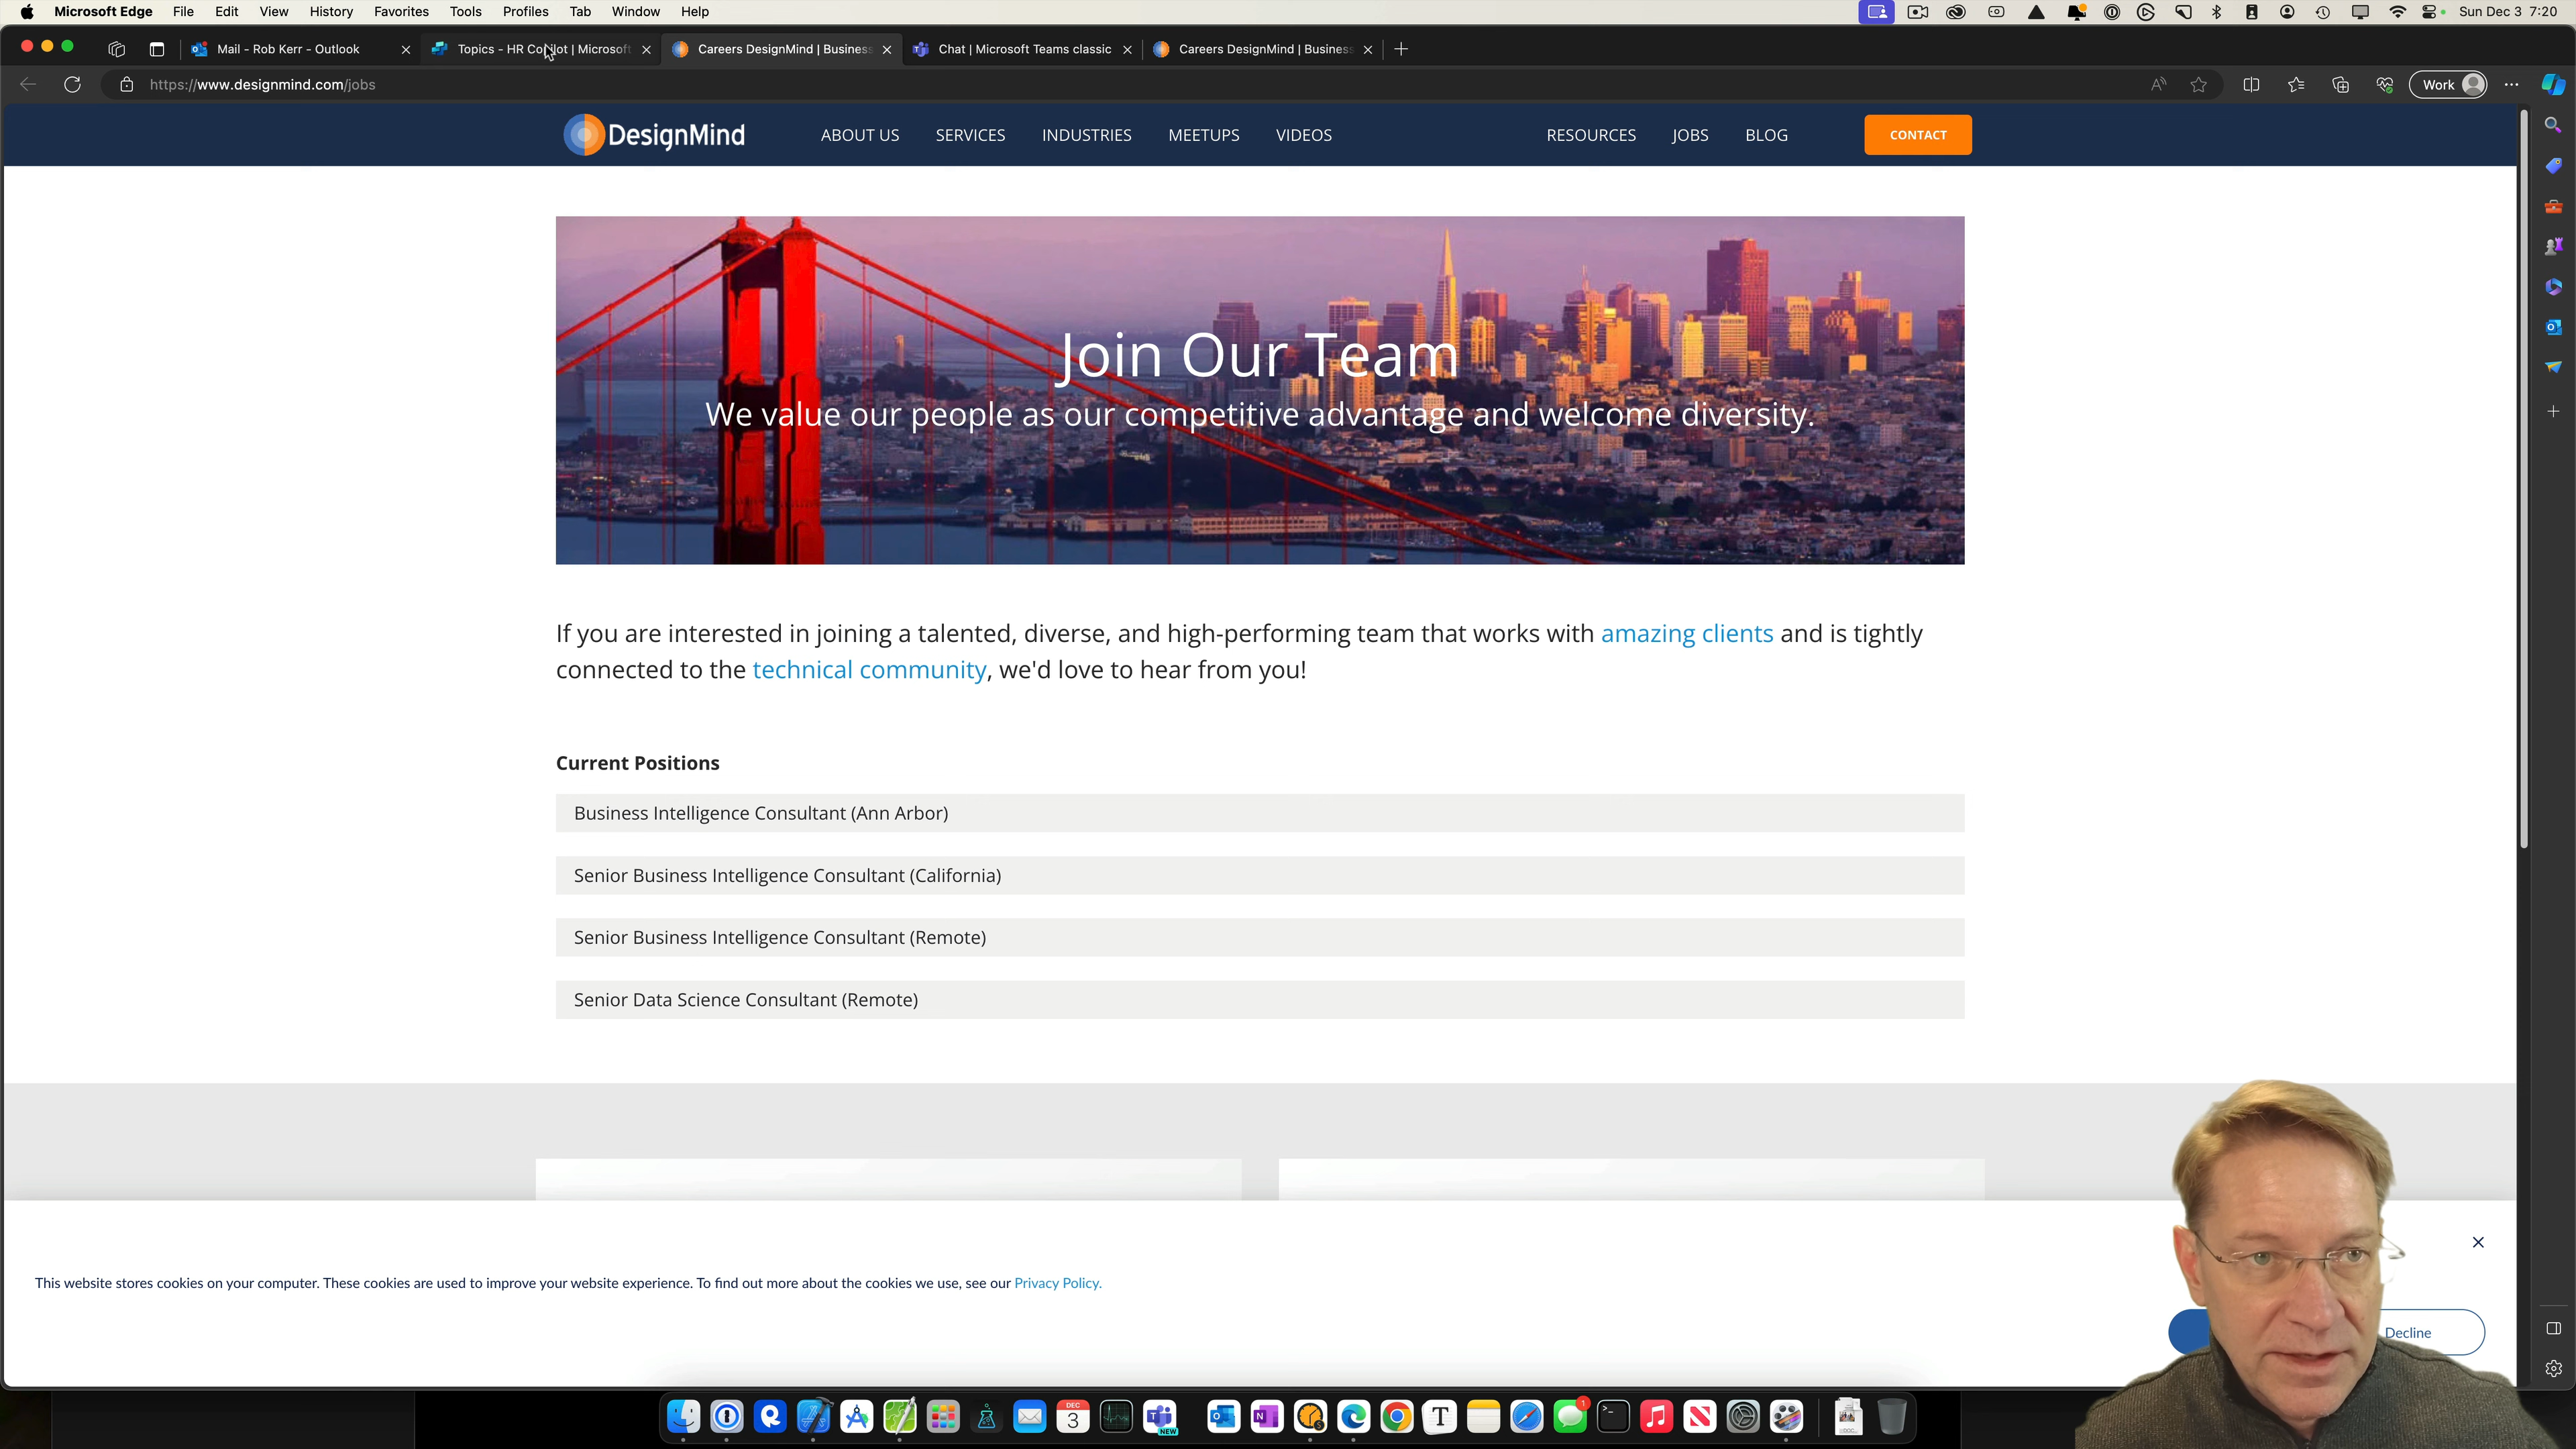 Microsoft Edge File Edit View History Favorites Tools Profiles Tab Window Help Sun Dec 3 7:20
Mail - Rob Kerr - Outlook Topics - HR Copilot | Microsoft Careers DesignMind | Business Chat | Microsoft Teams classic Careers DesignMind | Business
https://www.designmind.com/jobs Work
DesignMind ABOUT US SERVICES INDUSTRIES MEETUPS VIDEOS RESOURCES JOBS BLOG CONTACT
Join Our Team
We value our people as our competitive advantage and welcome diversity.
If you are interested in joining a talented, diverse, and high-performing team that works with amazing clients and is tightly
connected to the technical community, we'd love to hear from you!
Current Positions
Business Intelligence Consultant (Ann Arbor)
Senior Business Intelligence Consultant (California)
Senior Business Intelligence Consultant (Remote)
Senior Data Science Consultant (Remote)
This website stores cookies on your computer. These cookies are used to improve your website experience. To find out more about the cookies we use, see our Privacy Policy.
Decline
DEC
3
NEW
1